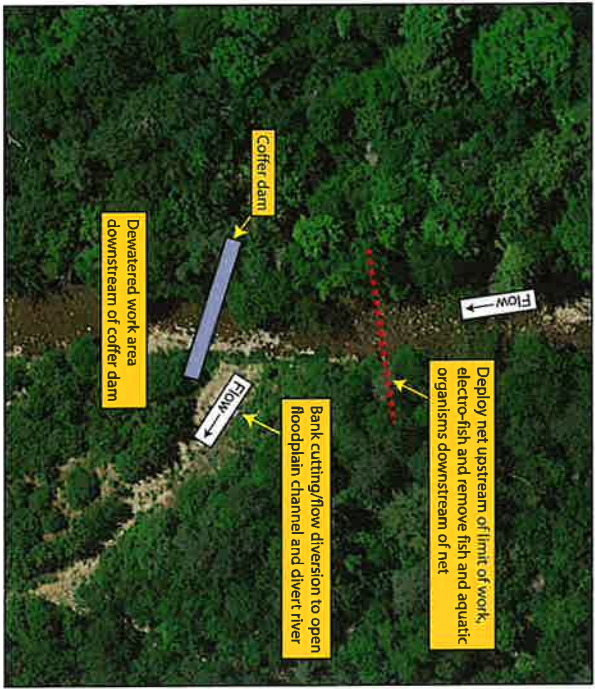 Flow
Deploy net upstream of limit of work,
electro-fish and remove fish and aquatic
organisms downstream of net
Bank cutting/flow diversion to open
floodplain channel and divert river
Coffer dam
Flow
Dewatered work area
downstream of coffer dam